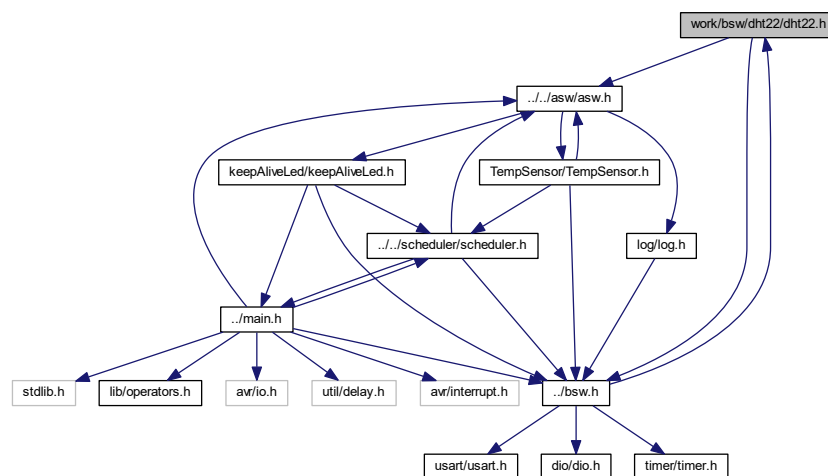 work/bsw/dht22/dht22.h
../../asw/asw.h
keepAliveLed/keepAliveLed.h
TempSensor/TempSensor.h
../../scheduler/scheduler.h
log/log.h
../main.h
stdlib.h
lib/operators.h
avr/io.h
util/delay.h
avr/interrupt.h
../bsw.h
usart/usart.h
dio/dio.h
timer/timer.h